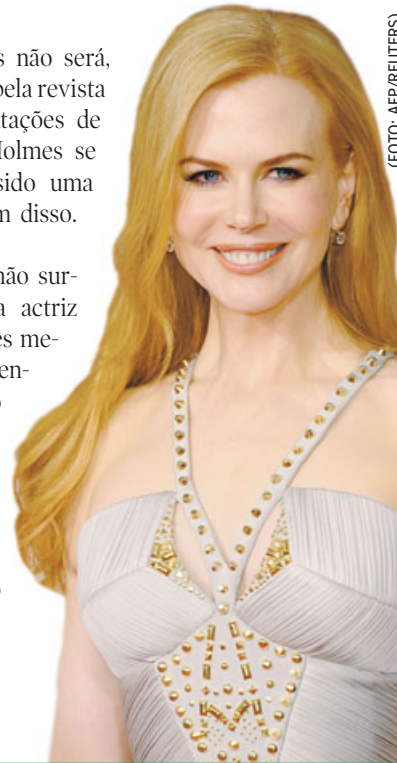 s não será,
pela revista
tações de
Holmes se
sido uma
m disso.
não sur-
a actriz
ês me-
en-
o
o
(FOTO: AFP/REUTERS)